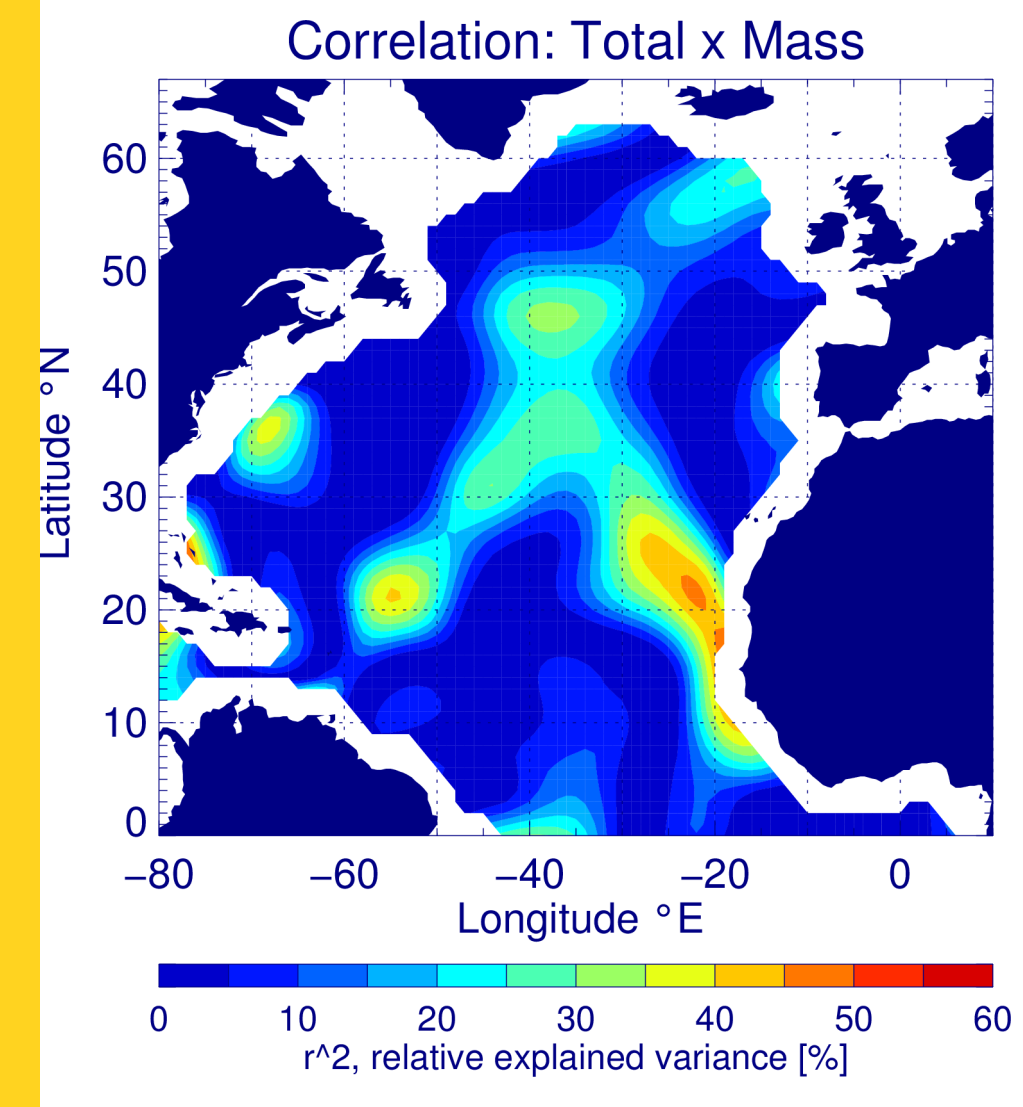 Correlation: Total x Mass
60
50
40
30
20
10
0
Latitude °N
−80 −60 −40 −20 0
Longitude °E
0 10 20 30 40 50 60
r^2, relative explained variance [%]